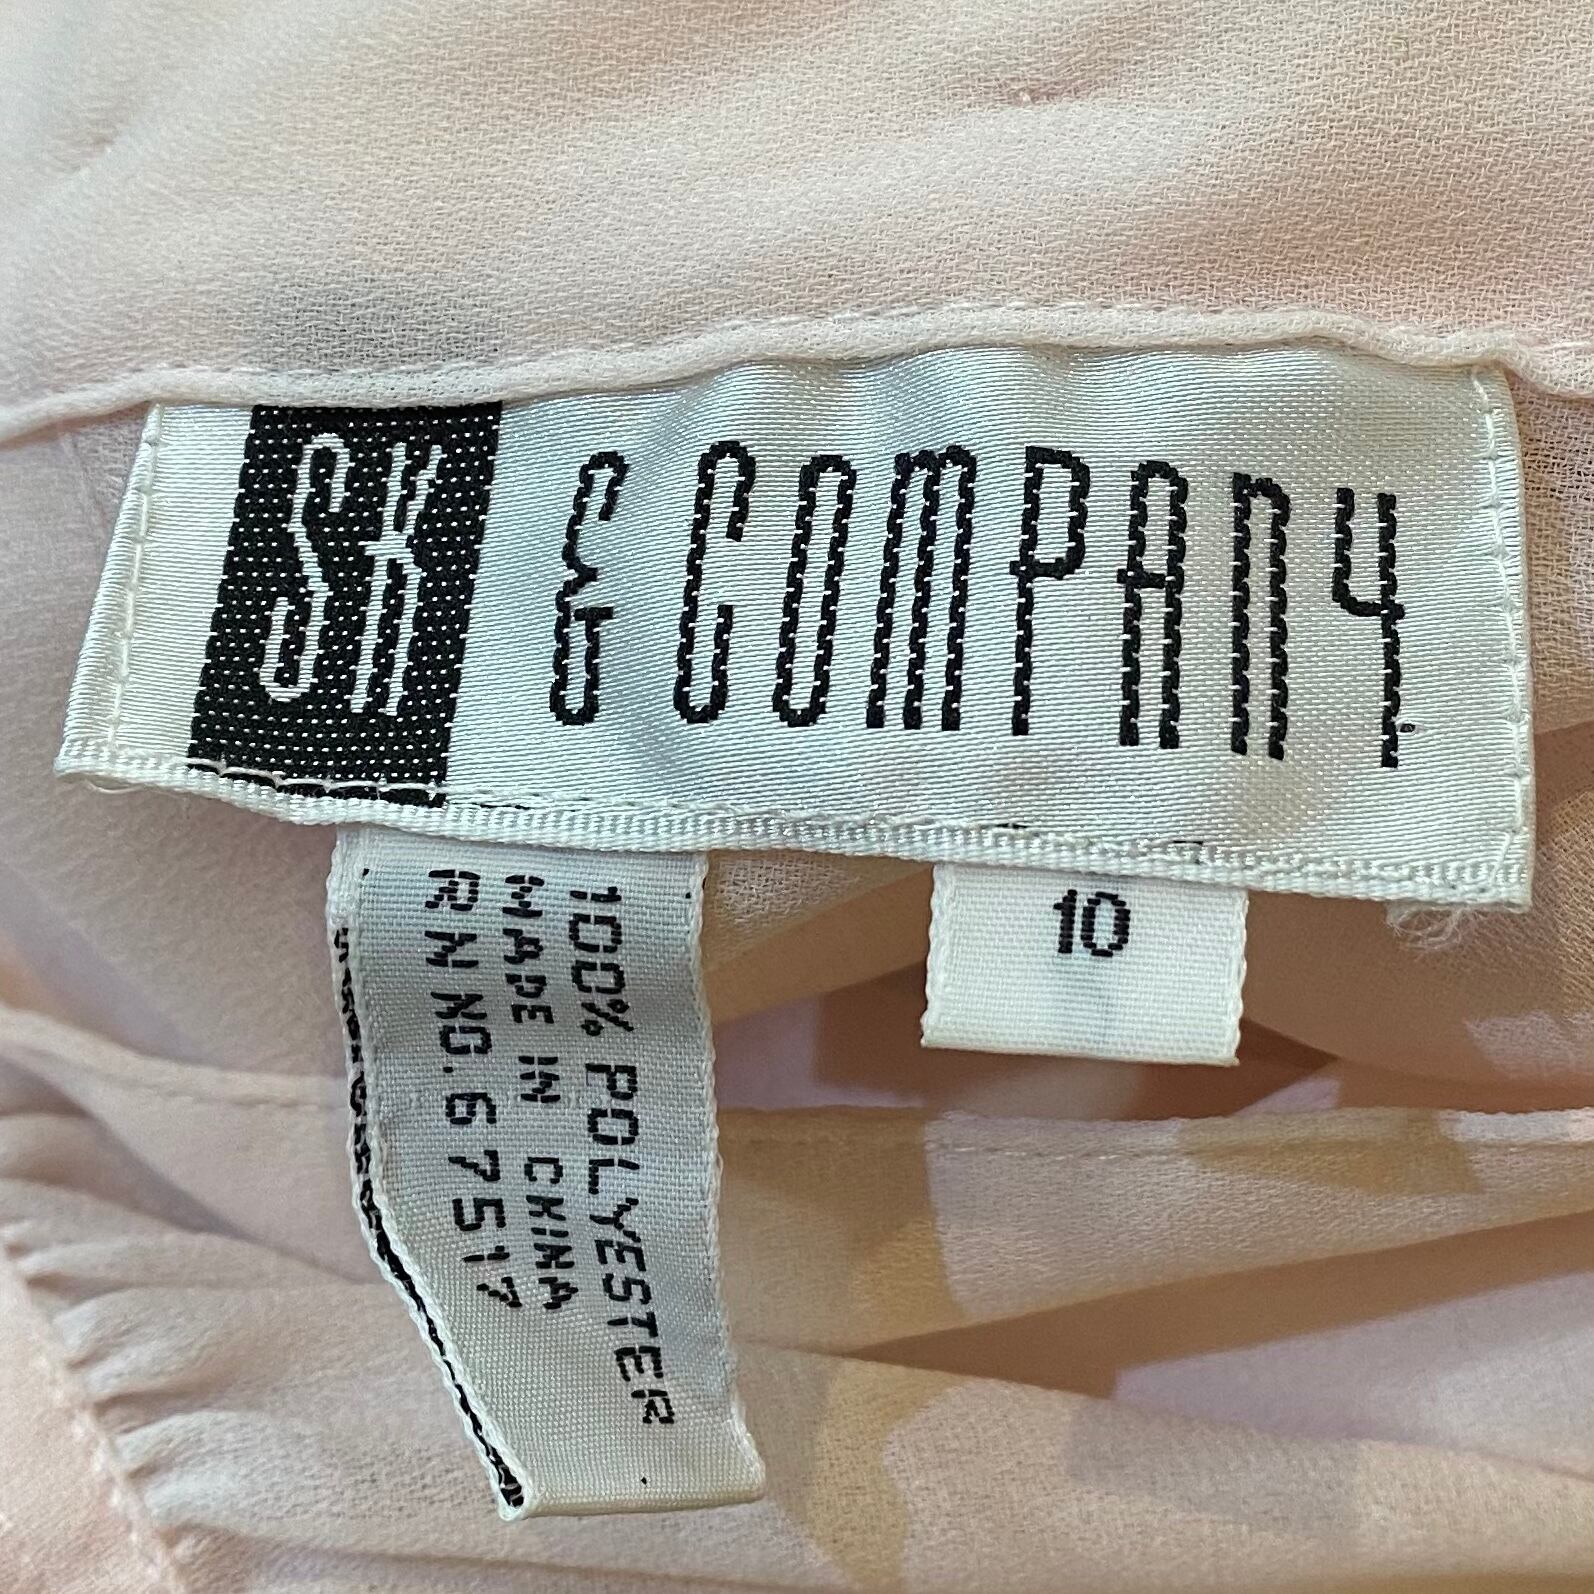 SK & COMPANY
10
100% POLYESTER
MADE IN CHINA
RN NO. 67517